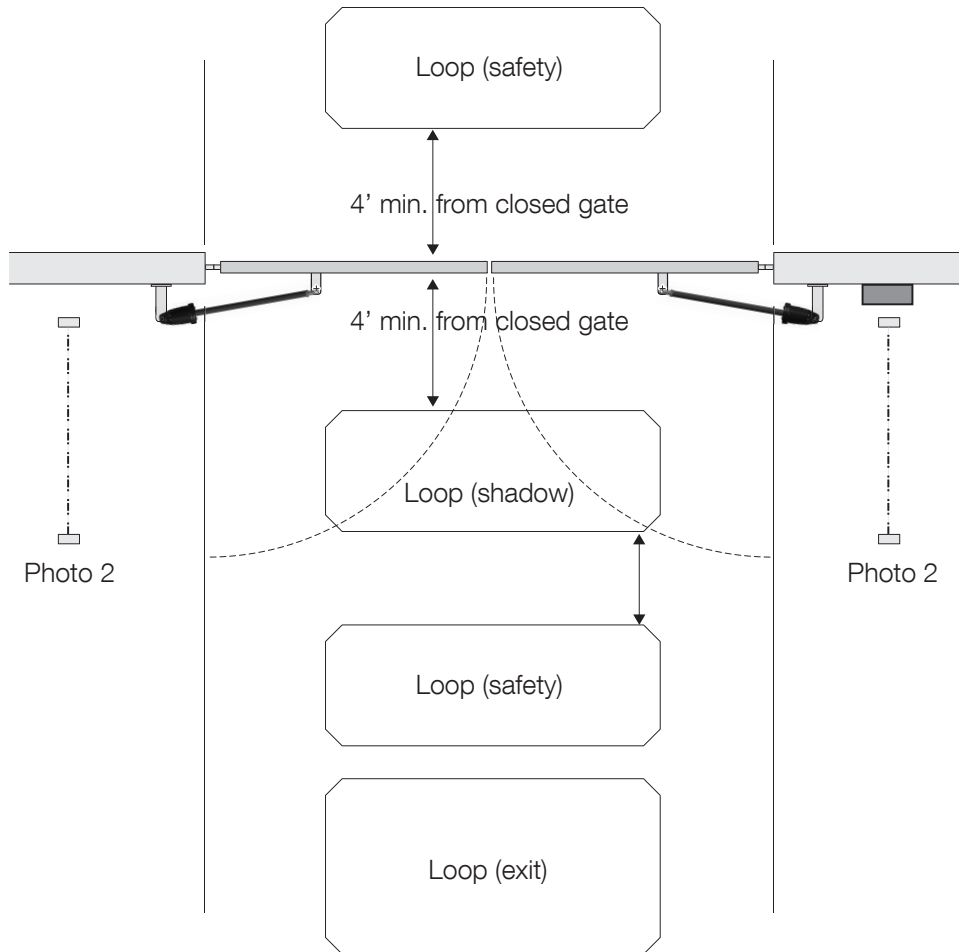 Loop (safety)
4’ min. from closed gate
4’ min. from closed gate
Loop (shadow)
Photo 2
Photo 2
Loop (safety)
Loop (exit)